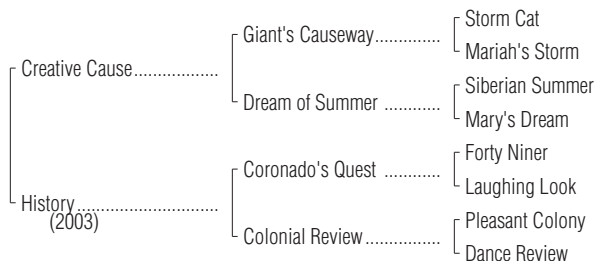 Storm Cat
Giant's Causeway..............
Mariah's Storm
Creative Cause..................
Siberian Summer
Dream of Summer ............
Mary's Dream
Forty Niner
Coronado's Quest ............
Laughing Look
History..............................
(2003)
Pleasant Colony
Colonial Review................
Dance Review